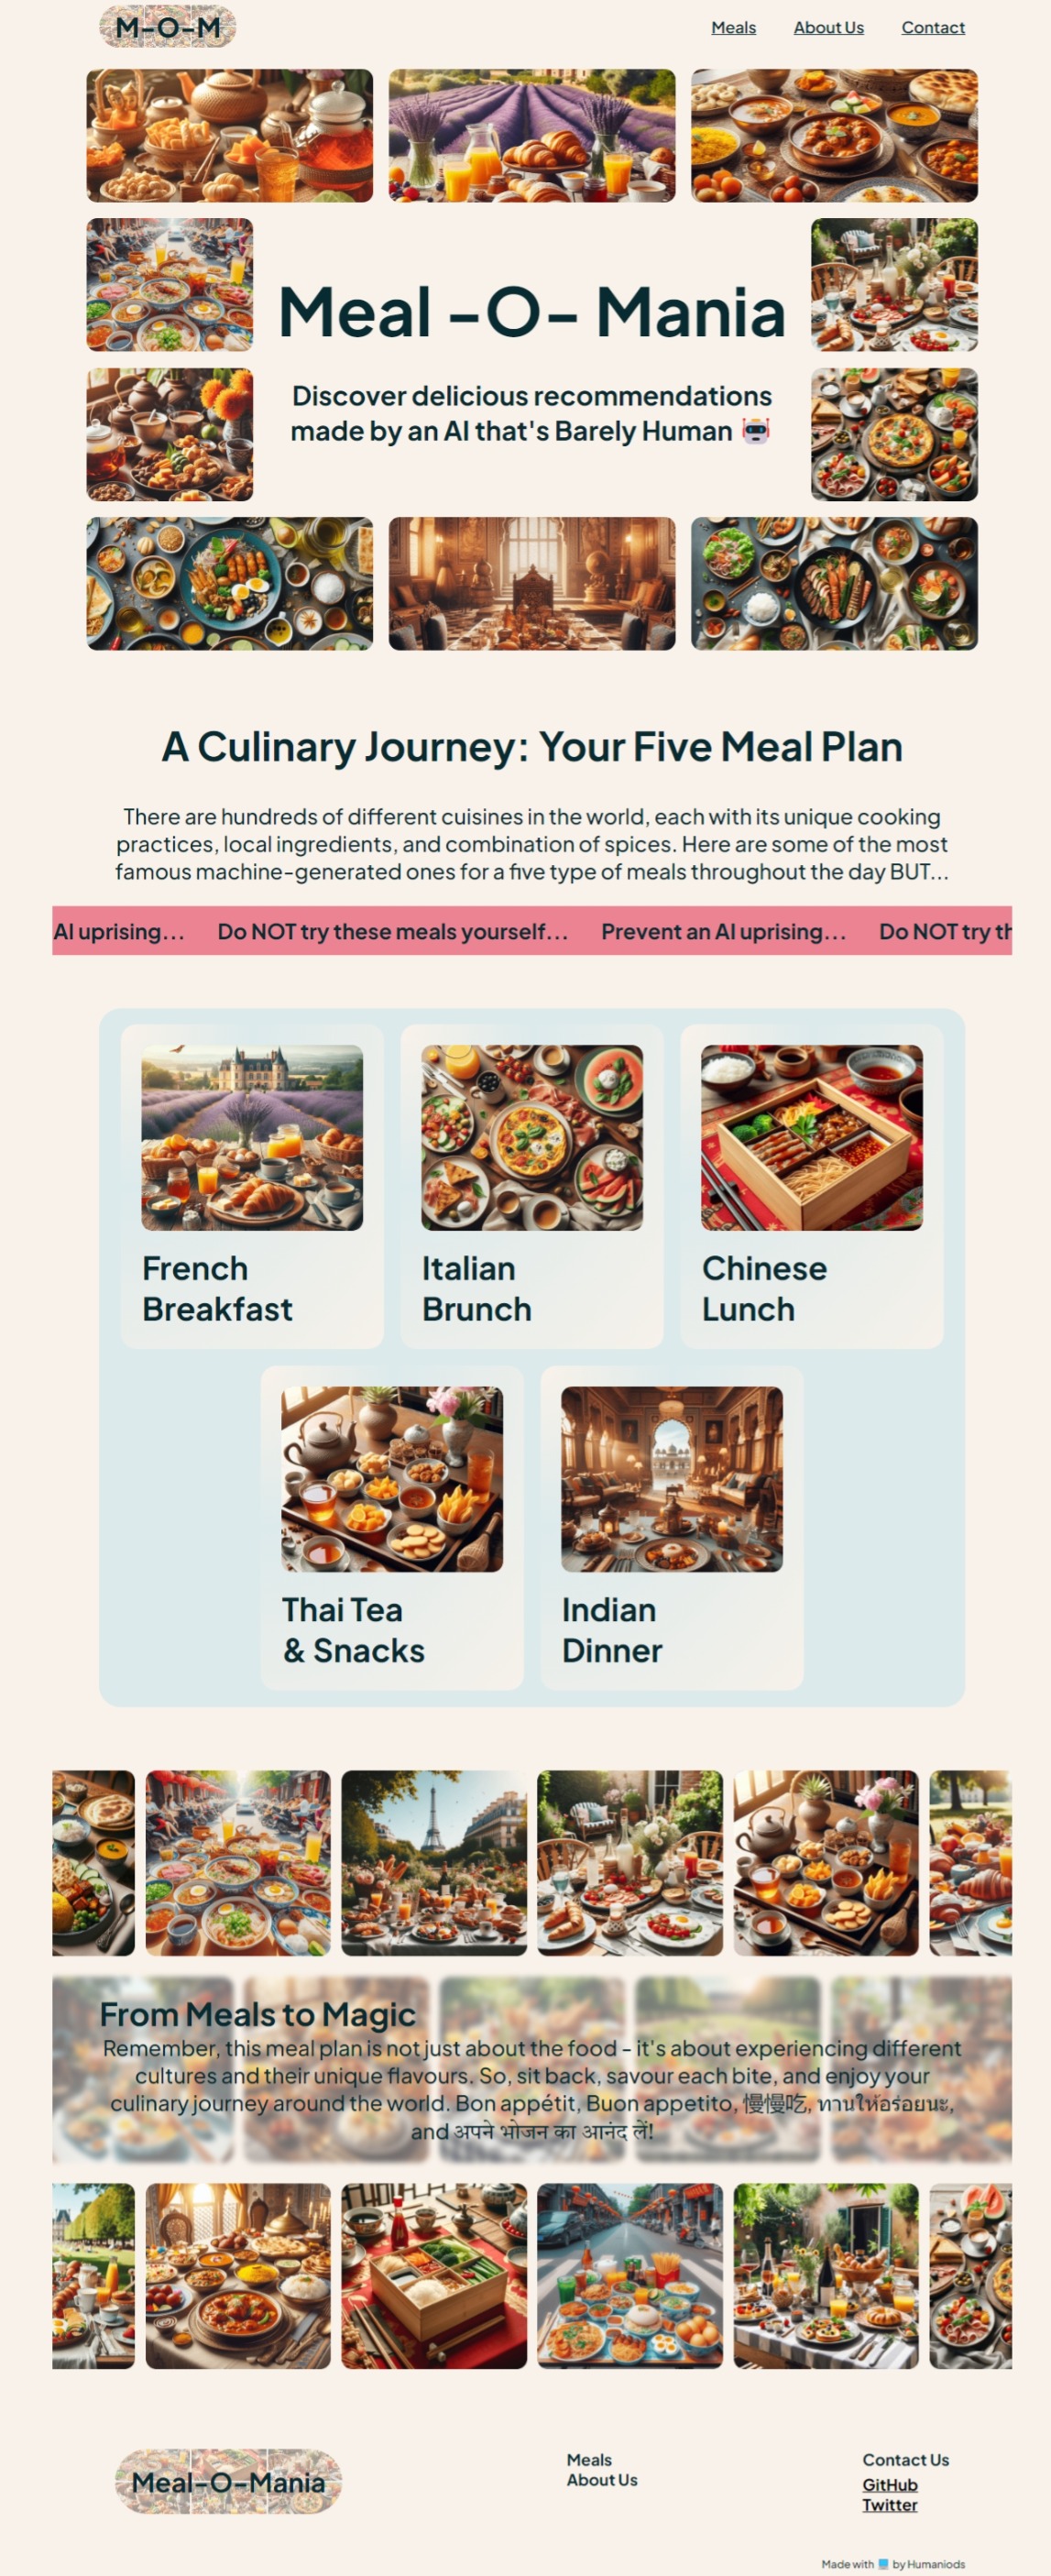 M-O-M
Meals
About Us
Contact
Meal -O- Mania
Discover delicious recommendations
made by an AI that's Barely Human 🤖
A Culinary Journey: Your Five Meal Plan
There are hundreds of different cuisines in the world, each with its unique cooking
practices, local ingredients, and combination of spices. Here are some of the most
famous machine-generated ones for a five type of meals throughout the day BUT...
AI uprising... Do NOT try these meals yourself... Prevent an AI uprising... Do NOT try th
French
Breakfast
Italian
Brunch
Chinese
Lunch
Thai Tea
& Snacks
Indian
Dinner
From Meals to Magic
Remember, this meal plan is not just about the food - it's about experiencing different
cultures and their unique flavours. So, sit back, savour each bite, and enjoy your
culinary journey around the world. Bon appétit, Buon appetito, 慢慢吃, ทานให้อร่อยนะ,
and अपने भोजन का आनंद लें!
Meal-O-Mania
Meals
About Us
Contact Us
GitHub
Twitter
Made with 💻 by Humaniods